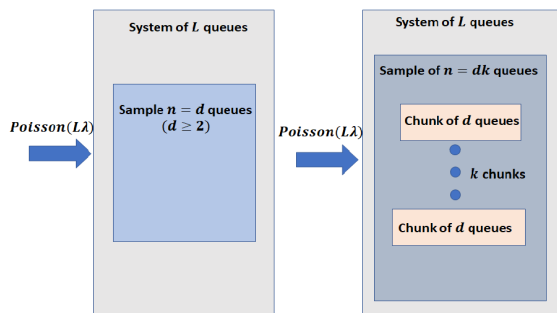 System of L queues
Sample n = d queues
(d ≥ 2)
Poisson(Lλ)
System of L queues
Sample of n = dk queues
Chunk of d queues
k chunks
Chunk of d queues
Poisson(Lλ)